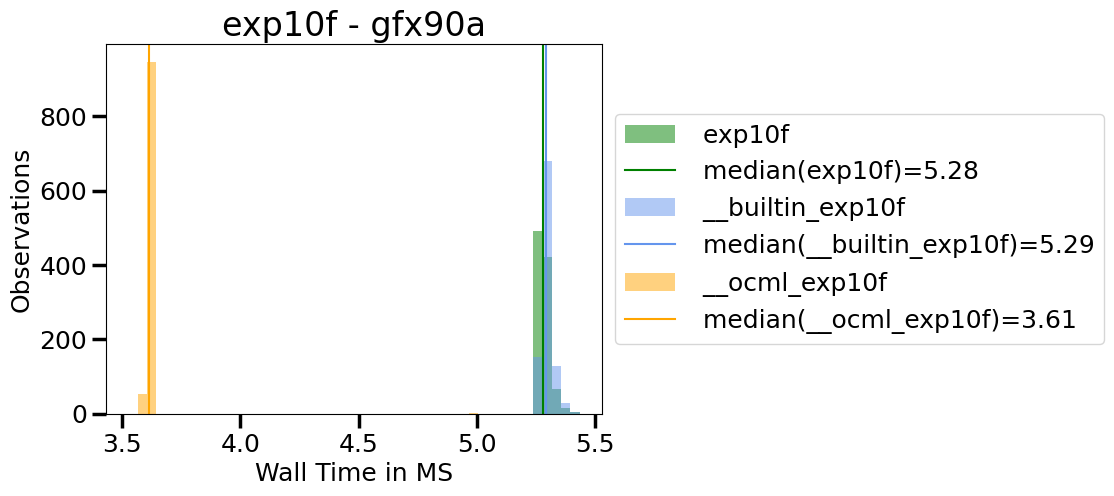 exp10f - gfx90a
Observations
800
600
400
200
0
3.5 4.0 4.5 5.0 5.5
Wall Time in MS
exp10f
median(exp10f)=5.28
__builtin_exp10f
median(__builtin_exp10f)=5.29
__ocml_exp10f
median(__ocml_exp10f)=3.61